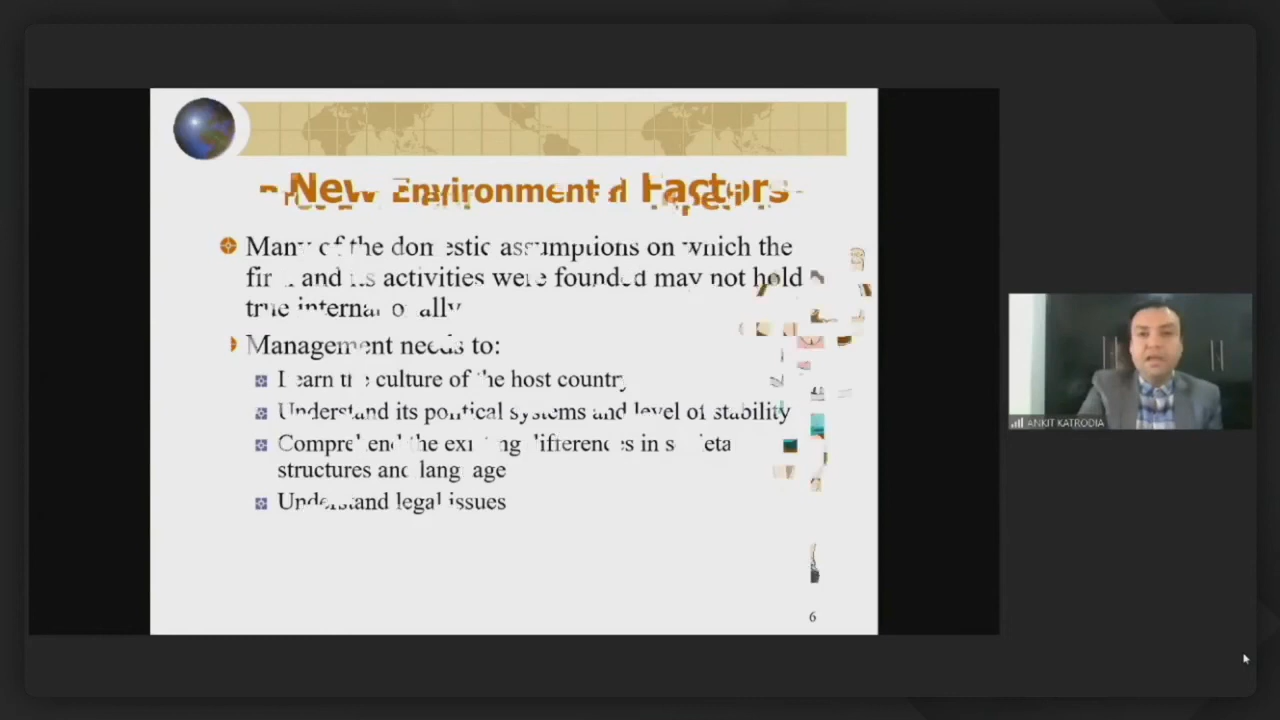 New Environmental Factors
Many of the domestic assumptions on which the
firm and its activities were founded may not hold
true internationally
Management needs to:
Learn the culture of the host country
Understand its political systems and level of stability
Comprehend the existing differences in societal
structures and language
Understand legal issues
6
ANKIT KATRODIA